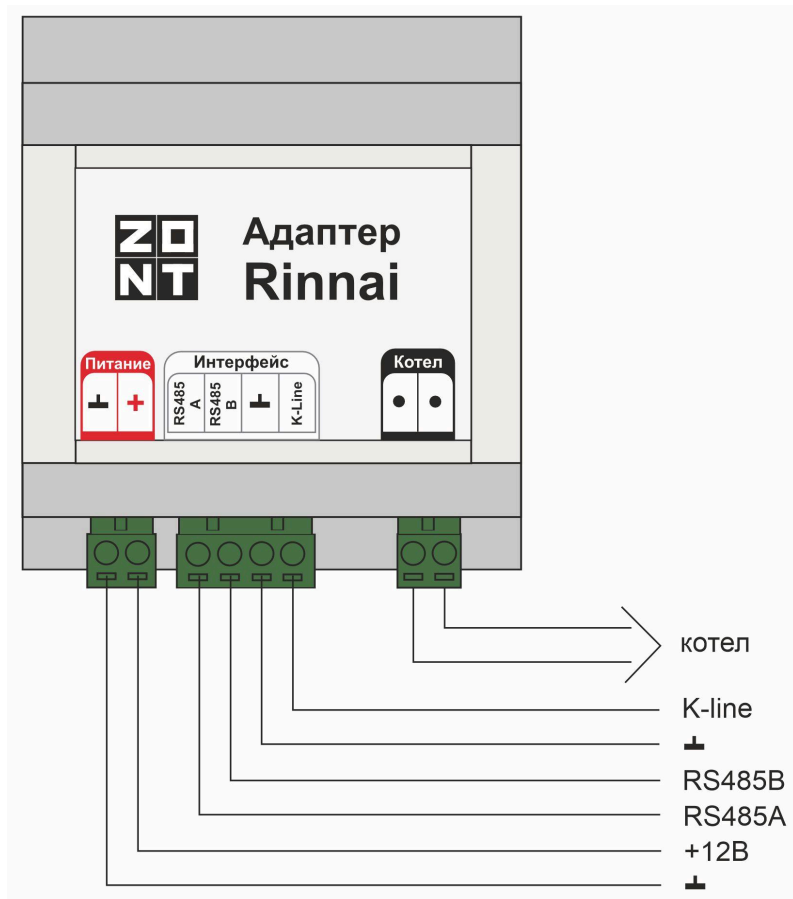 ZO
NT
Адаптер
Rinnai
Питание
Интерфейс
Котел
+
RS485
A
RS485
B
K-Line
котел
K-line
RS485B
RS485A
+12В